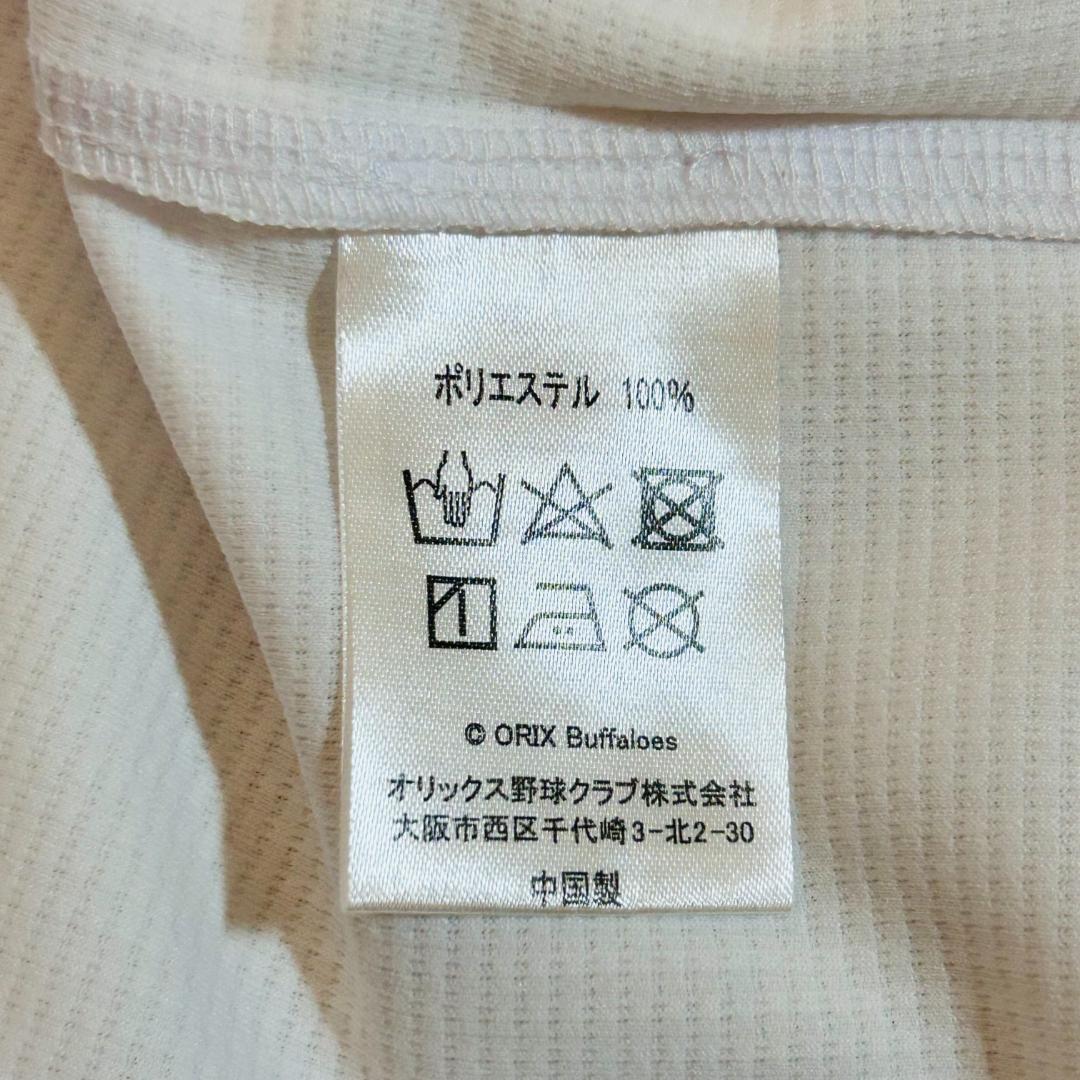 ポリエステル 100%
© ORIX Buffaloes
オリックス野球クラブ株式会社
大阪市西区千代崎3-北2-30
中国製